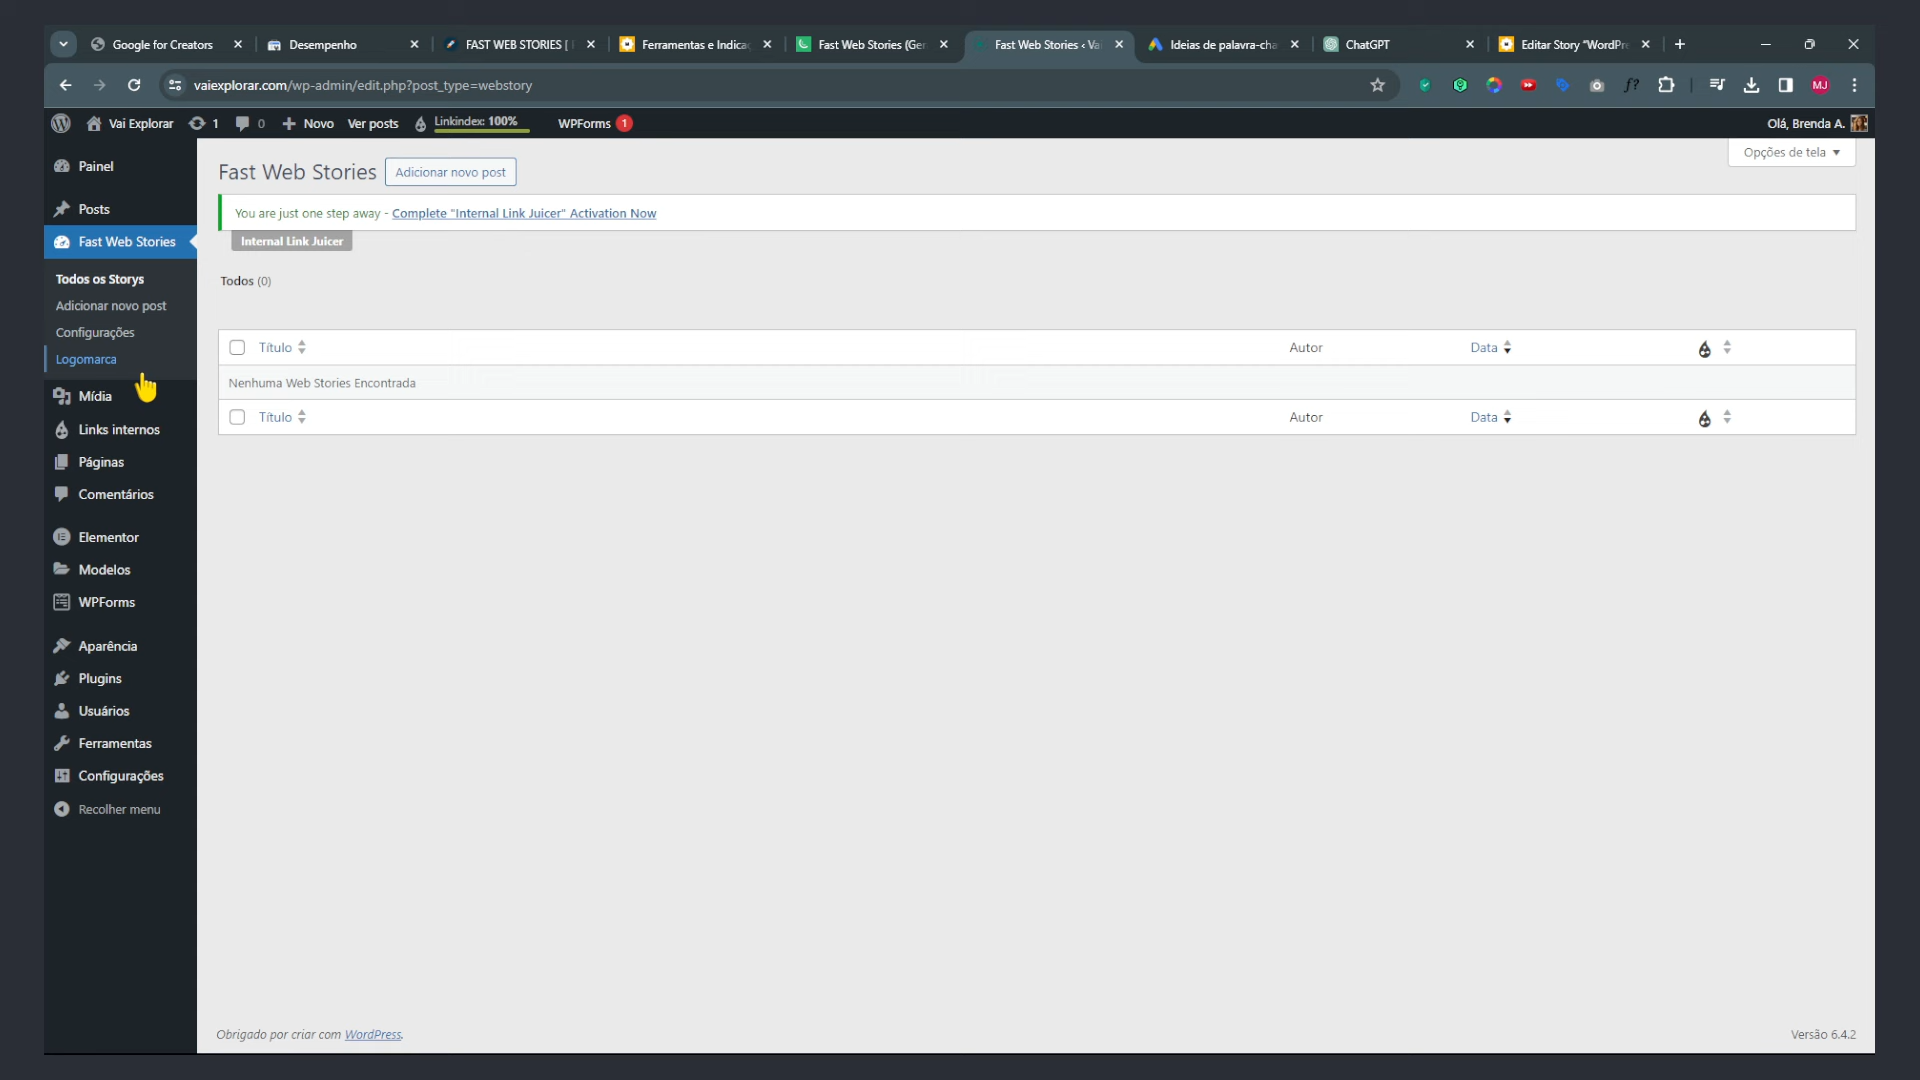 Google for Creators
Desempenho
FAST WEB STORIES [
Ferramentas e Indica
Fast Web Stories (Ge
Fast Web Stories ‹ Va
Ideias de palavra-cha
ChatGPT
Editar Story "WordPr
vaiexplorar.com/wp-admin/edit.php?post_type=webstory
f?
MJ
Vai Explorar
1
0
Novo
Ver posts
Linkindex: 100%
WPForms 1
Olá, Brenda A.
Painel
Posts
Fast Web Stories
Todos os Storys
Adicionar novo post
Configurações
Logomarca
Mídia
Links internos
Páginas
Comentários
Elementor
Modelos
WPForms
Aparência
Plugins
Usuários
Ferramentas
Configurações
Recolher menu
Opções de tela
Fast Web Stories
Adicionar novo post
You are just one step away - Complete "Internal Link Juicer" Activation Now
Internal Link Juicer
Todos (0)
Título
Autor
Data
Nenhuma Web Stories Encontrada
Título
Autor
Data
Obrigado por criar com WordPress.
Versão 6.4.2